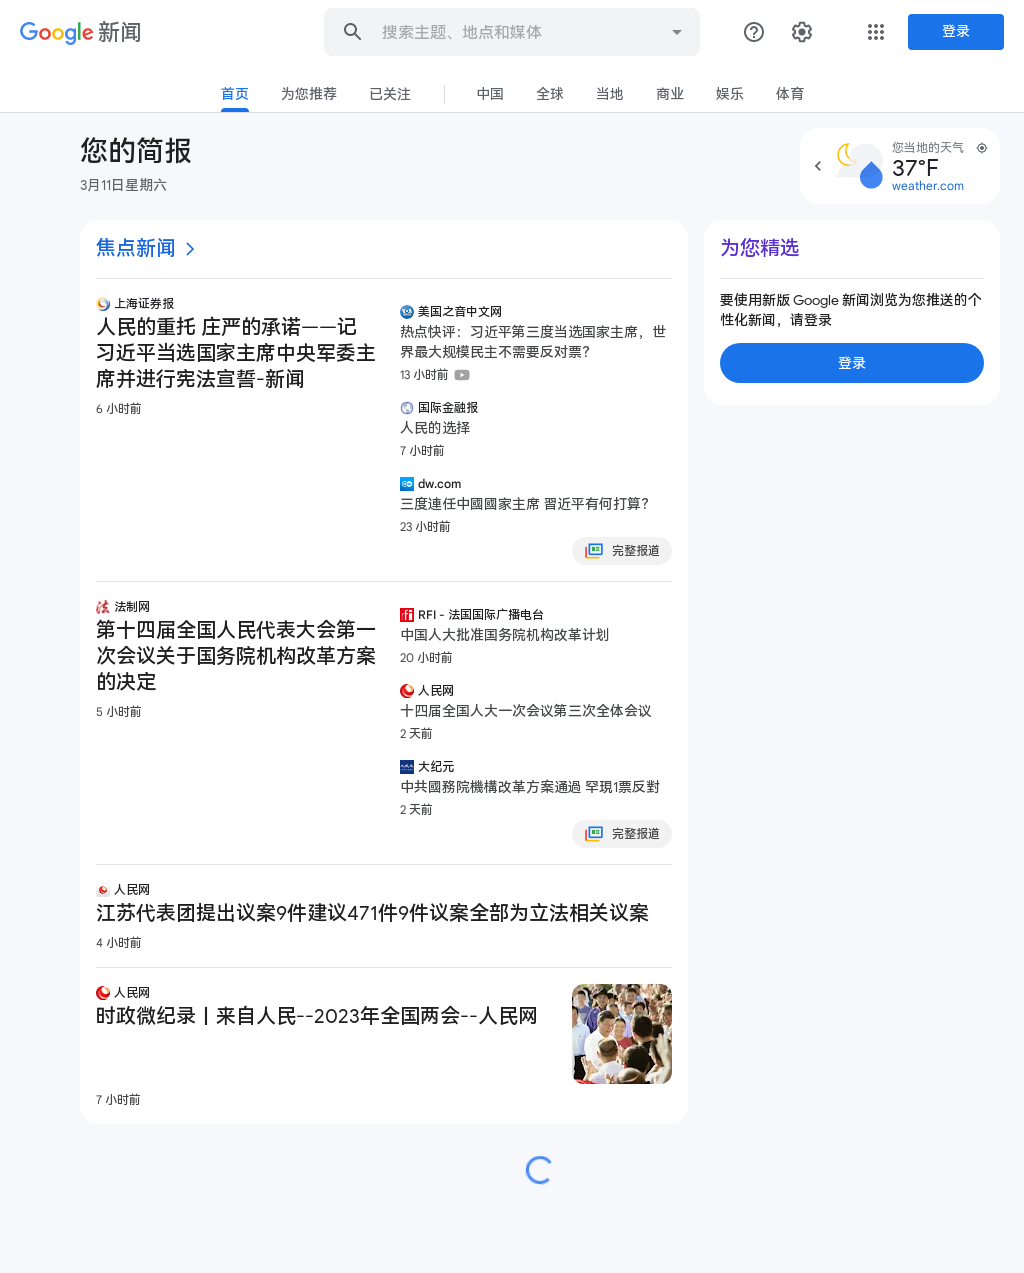 Google 新闻
搜索主题、地点和媒体
登录
首页
为您推荐
已关注
中国
全球
当地
商业
娱乐
体育
您的简报
3月11日星期六
您当地的天气
37°F
weather.com
焦点新闻
上海证券报
人民的重托 庄严的承诺——记
习近平当选国家主席中央军委主
席并进行宪法宣誓-新闻
6 小时前
美国之音中文网
热点快评：习近平第三度当选国家主席，世
界最大规模民主不需要反对票？
13 小时前
国际金融报
人民的选择
7 小时前
dw.com
三度連任中國國家主席 習近平有何打算？
23 小时前
完整报道
法制网
第十四届全国人民代表大会第一
次会议关于国务院机构改革方案
的决定
5 小时前
RFI - 法国国际广播电台
中国人大批准国务院机构改革计划
20 小时前
人民网
十四届全国人大一次会议第三次全体会议
2 天前
大纪元
中共國務院機構改革方案通過 罕現1票反對
2 天前
完整报道
人民网
江苏代表团提出议案9件建议471件9件议案全部为立法相关议案
4 小时前
人民网
时政微纪录丨来自人民--2023年全国两会--人民网
7 小时前
为您精选
要使用新版 Google 新闻浏览为您推送的个
性化新闻，请登录
登录